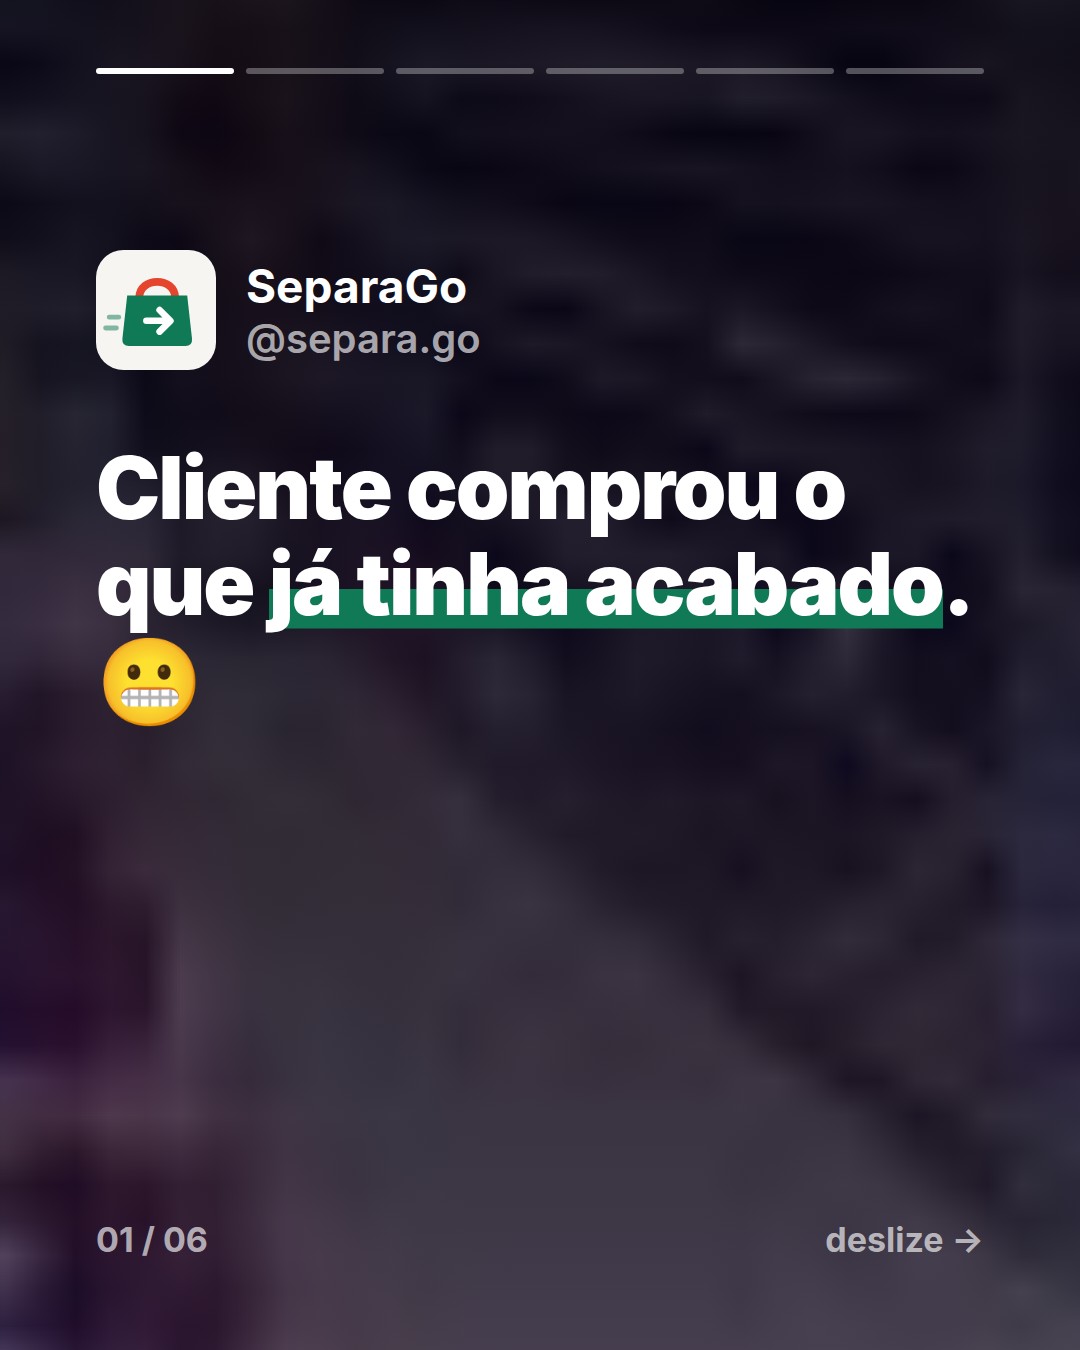 SeparaGo
@separa.go
Cliente comprou o
que já tinha acabado.
😬
01 / 06
deslize →